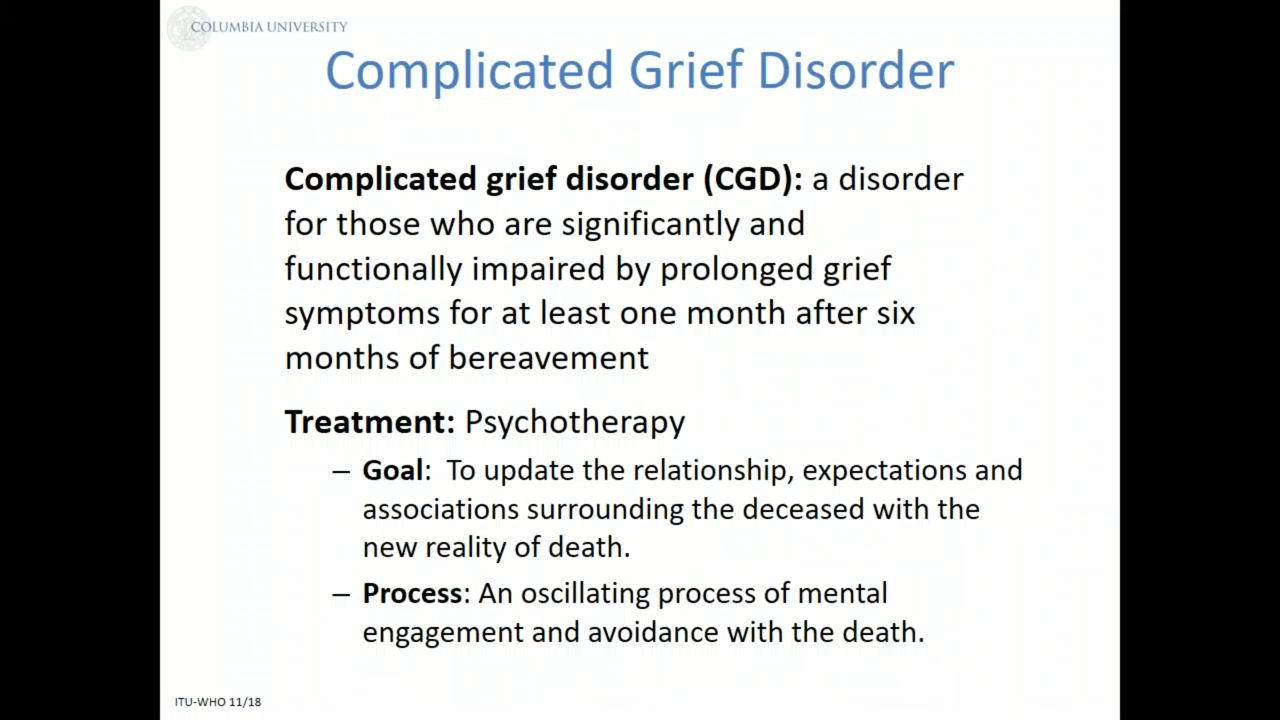 COLUMBIA UNIVERSITY
Complicated Grief Disorder
Complicated grief disorder (CGD): a disorder
for those who are significantly and
functionally impaired by prolonged grief
symptoms for at least one month after six
months of bereavement
Treatment: Psychotherapy
– Goal:  To update the relationship, expectations and
associations surrounding the deceased with the
new reality of death.
– Process: An oscillating process of mental
engagement and avoidance with the death.
ITU-WHO 11/18